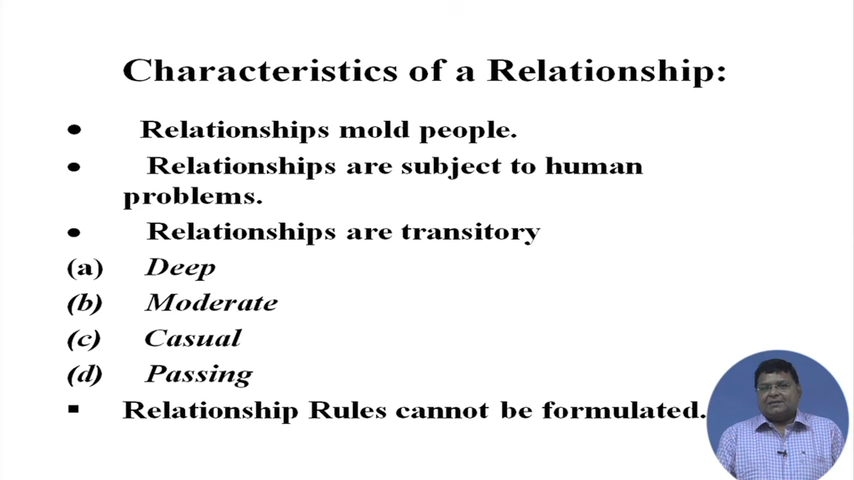 Characteristics of a Relationship:
• Relationships mold people.
• Relationships are subject to human
problems.
• Relationships are transitory
(a) Deep
(b) Moderate
(c) Casual
(d) Passing
▪ Relationship Rules cannot be formulated.